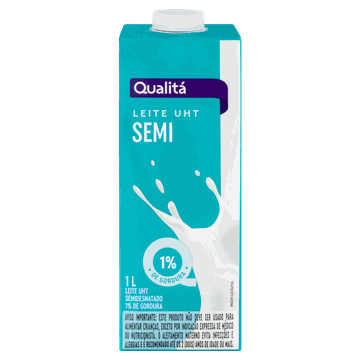 Qualitá
LEITE UHT
SEMI
1%
DE GORDURA
1 L
LEITE UHT
SEMIDESNATADO
1% DE GORDURA
AVISO IMPORTANTE: ESTE PRODUTO NÃO DEVE SER USADO PARA
ALIMENTAR CRIANÇAS, EXCETO POR INDICAÇÃO EXPRESSA DE MÉDICO
OU NUTRICIONISTA. O ALEITAMENTO MATERNO EVITA INFECÇÕES E
ALERGIAS E É RECOMENDADO ATÉ OS 2 (DOIS) ANOS DE IDADE OU MAIS.